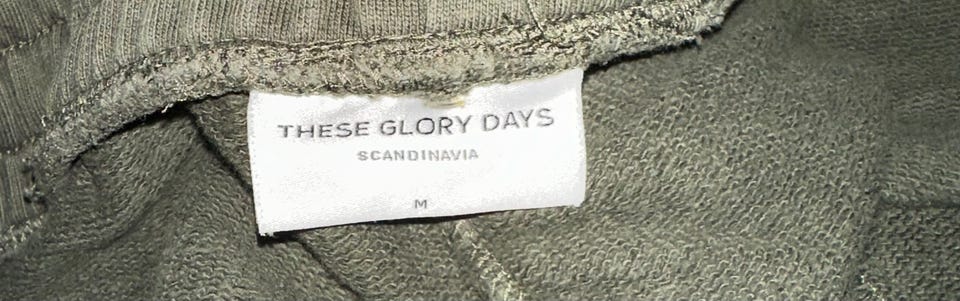 THESE GLORY DAYS
SCANDINAVIA
M